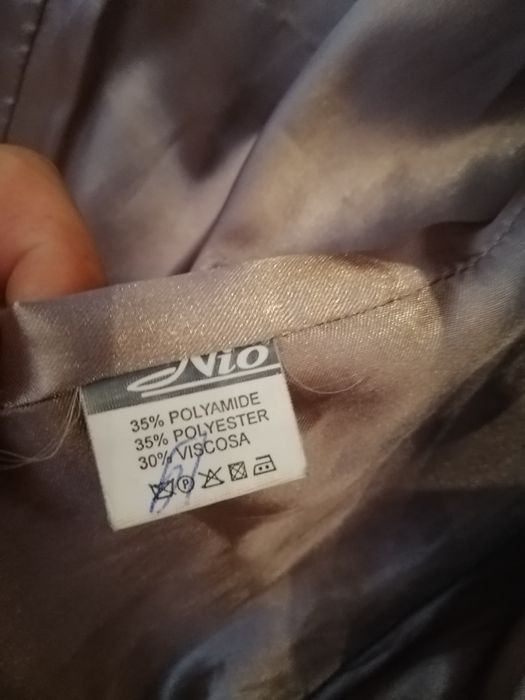 Nio
35% POLYAMIDE
35% POLYESTER
30% VISCOSA
P